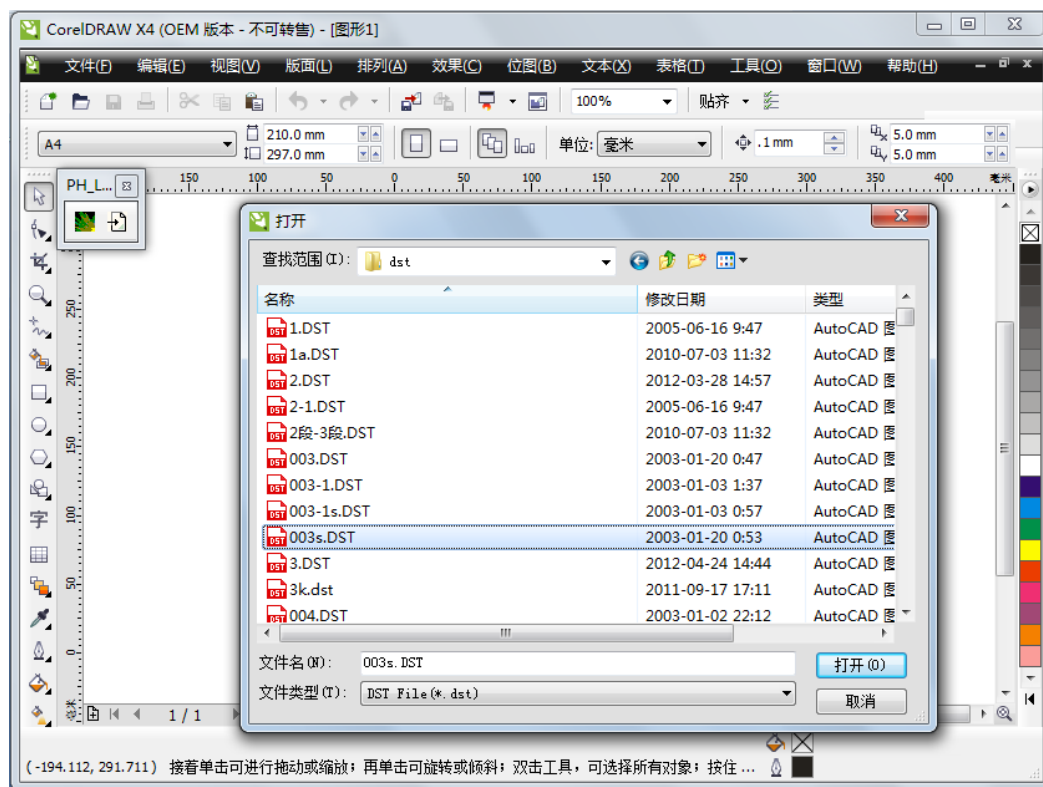 CorelDRAW X4 (OEM 版本 - 不可转售) - [图形1]
文件(F) 编辑(E) 视图(V) 版面(L) 排列(A) 效果(C) 位图(B) 文本(X) 表格(T) 工具(O) 窗口(W) 帮助(H)
100% 贴齐
A4 210.0 mm 297.0 mm 单位: 毫米 .1 mm 5.0 mm 5.0 mm
PH_L... 150 100 50 0 50 100 150 200 250 300 350 400 毫米
打开
查找范围(I): dst
名称 修改日期 类型
1.DST 2005-06-16 9:47 AutoCAD 图
1a.DST 2010-07-03 11:32 AutoCAD 图
2.DST 2012-03-28 14:57 AutoCAD 图
2-1.DST 2005-06-16 9:47 AutoCAD 图
2段-3段.DST 2010-07-03 11:32 AutoCAD 图
003.DST 2003-01-20 0:47 AutoCAD 图
003-1.DST 2003-01-03 1:37 AutoCAD 图
003-1s.DST 2003-01-03 0:57 AutoCAD 图
003s.DST 2003-01-20 0:53 AutoCAD 图
3.DST 2012-04-24 14:44 AutoCAD 图
3k.dst 2011-09-17 17:11 AutoCAD 图
004.DST 2003-01-02 22:12 AutoCAD 图
文件名(N): 003s.DST 打开(O)
文件类型(T): DST File(*.dst) 取消
250
200
150
100
50
0
字
1 / 1
(-194.112, 291.711) 接着单击可进行拖动或缩放；再单击可旋转或倾斜；双击工具，可选择所有对象；按住 ...